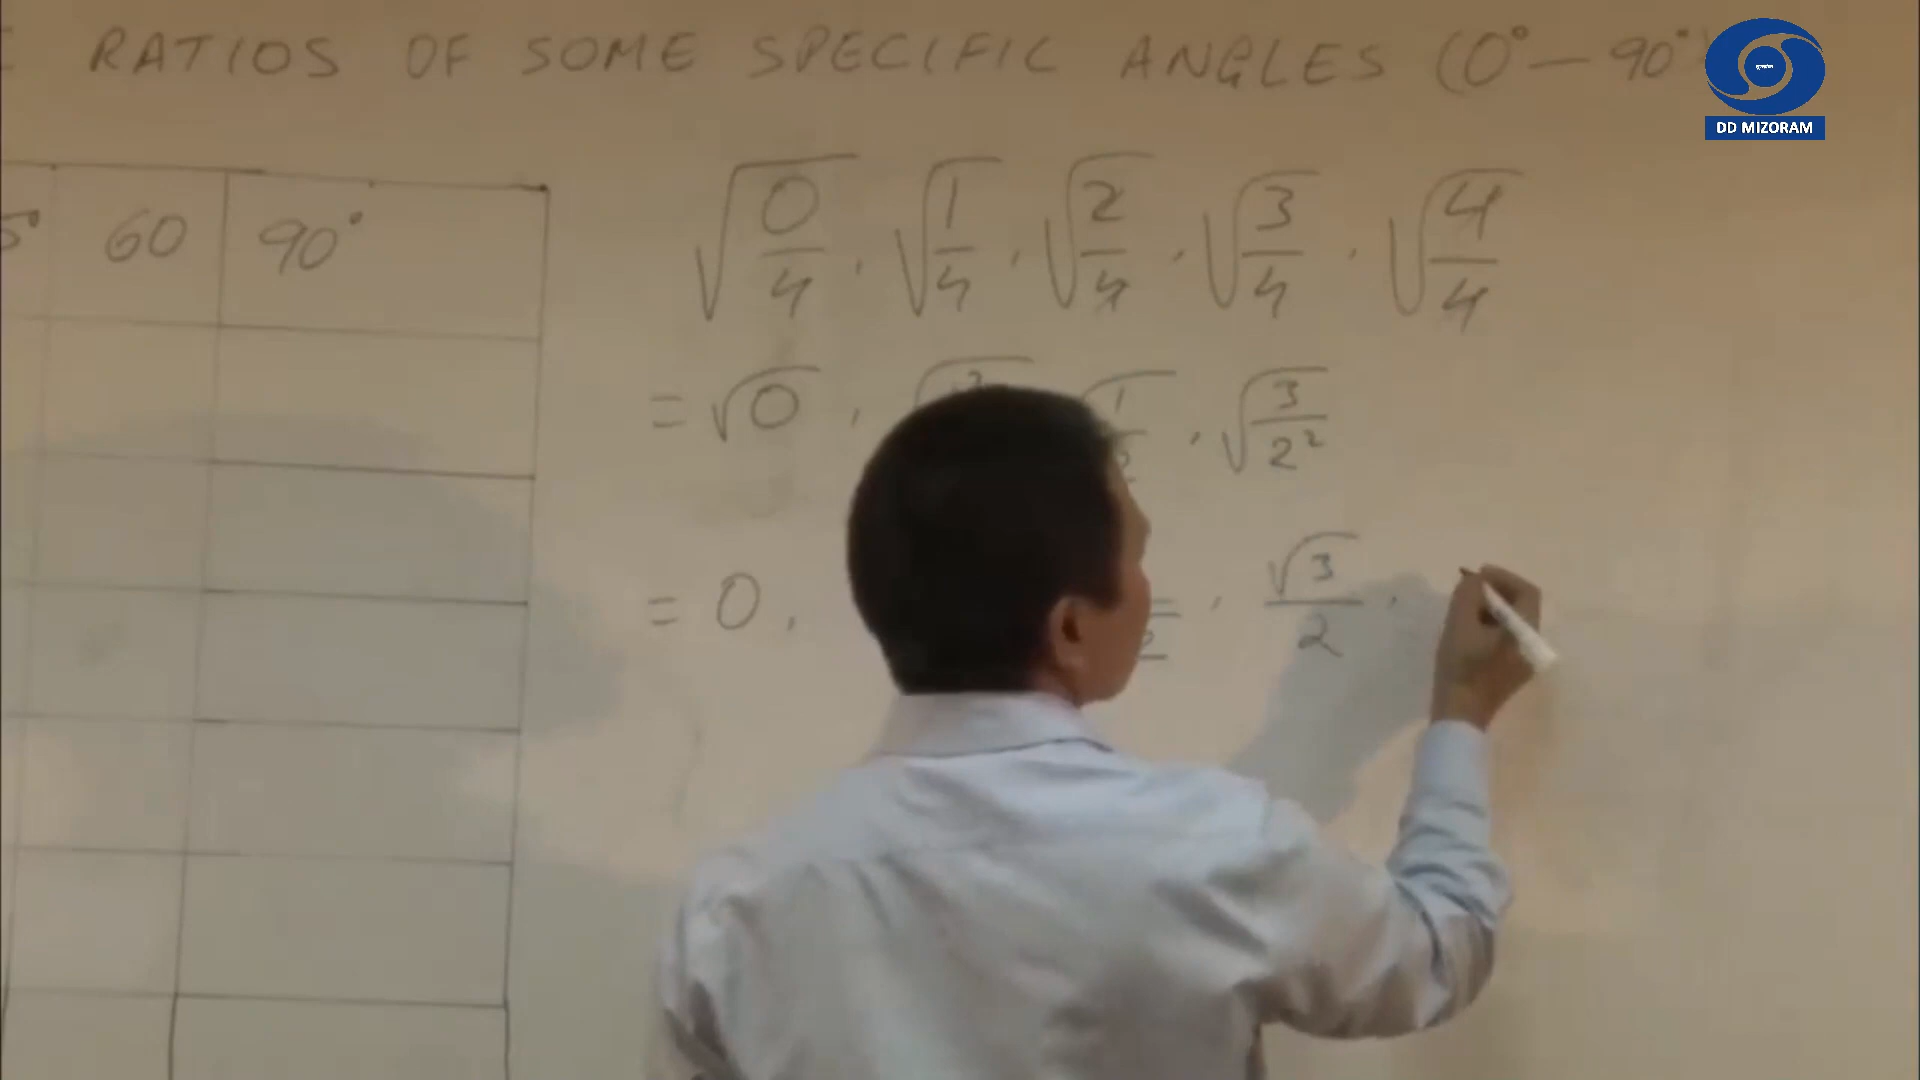 RATIOS OF SOME SPECIFIC ANGLES (0° – 90°)
DD MIZORAM
60 90°
√0/4 , √1/4 , √2/4 , √3/4 , √4/4
= √0 , √3/2²
= 0 , √3/2 ,